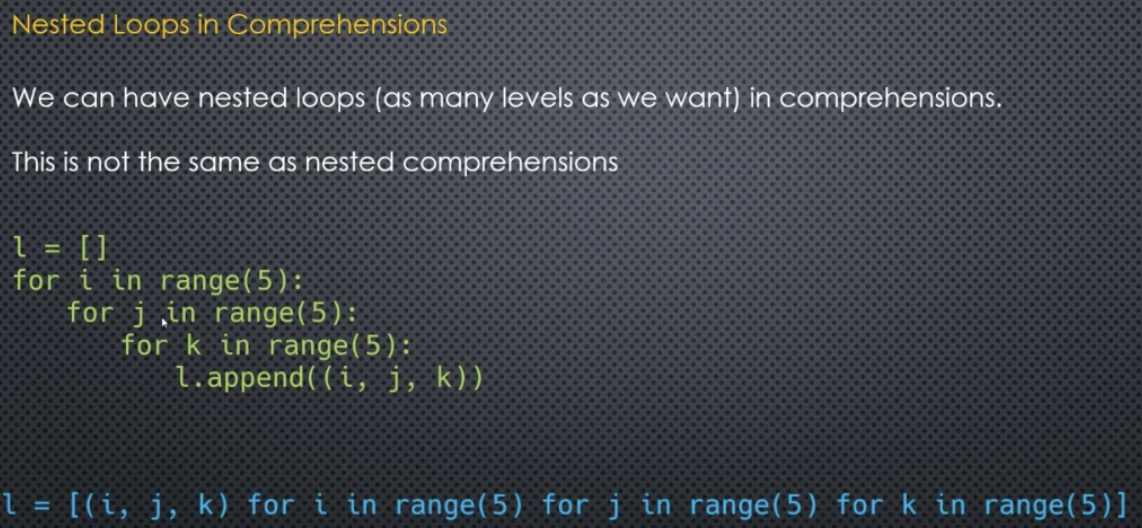 Nested Loops in Comprehensions
We can have nested loops (as many levels as we want) in comprehensions.
This is not the same as nested comprehensions
l = []
for i in range(5):
    for j in range(5):
        for k in range(5):
            l.append((i, j, k))
l = [(i, j, k) for i in range(5) for j in range(5) for k in range(5)]